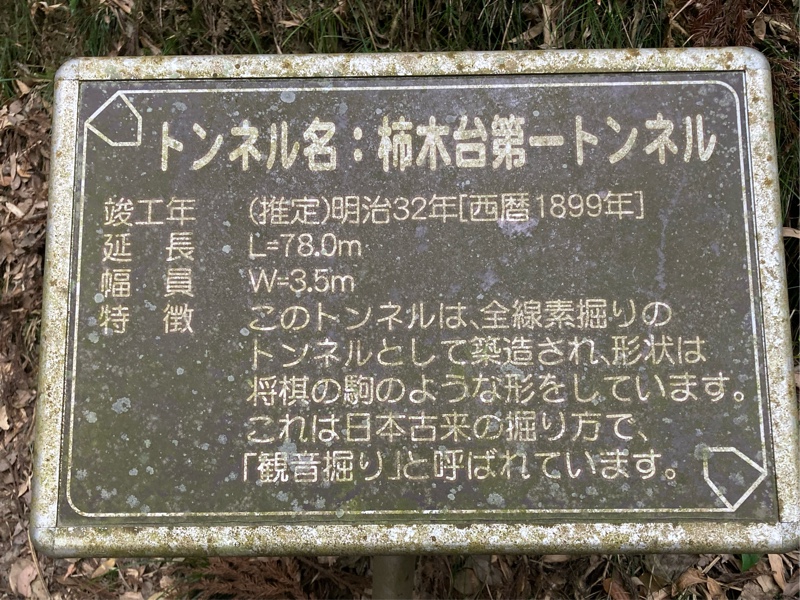 トンネル名：柿木台第一トンネル
竣工年 (推定)明治32年[西暦1899年]
延長 L=78.0m
幅員 W=3.5m
特徴 このトンネルは、全線素掘りの
トンネルとして築造され、形状は
将棋の駒のような形をしています。
これは日本古来の掘り方で、
「観音掘り」と呼ばれています。